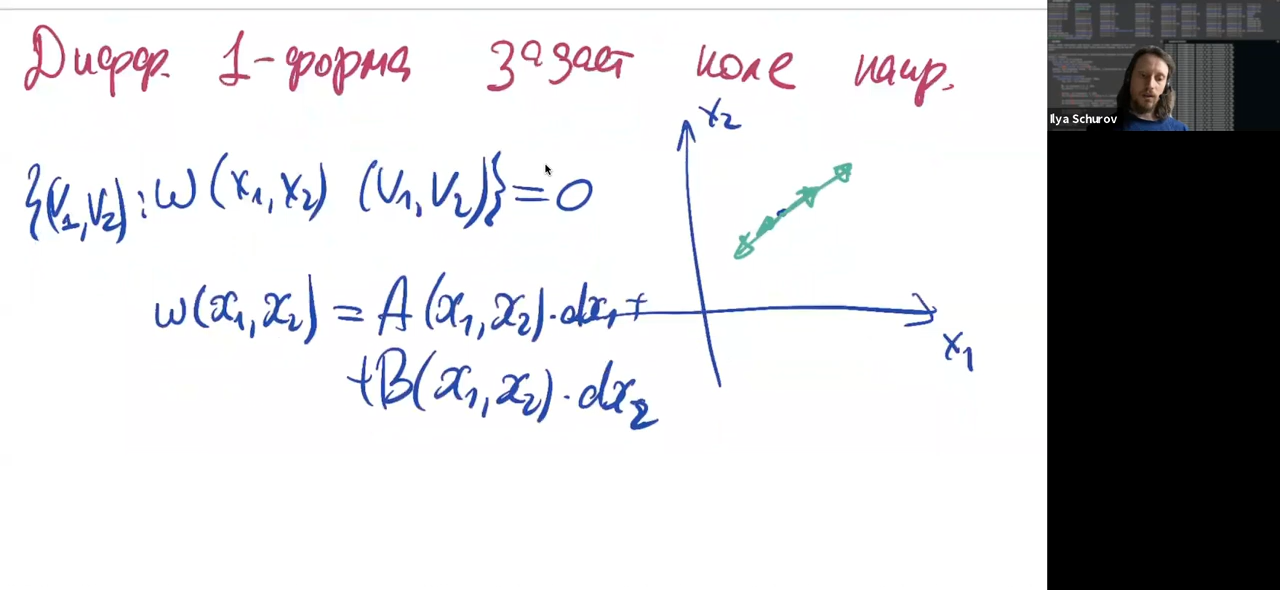 Дифф. 1-форма задает поле напр.
x₂
{(v₁,v₂): ω(x₁,x₂) (v₁,v₂)}=0
ω(x₁,x₂) = A(x₁,x₂)·dx₁+
+B(x₁,x₂)·dx₂
x₁
Ilya Schurov